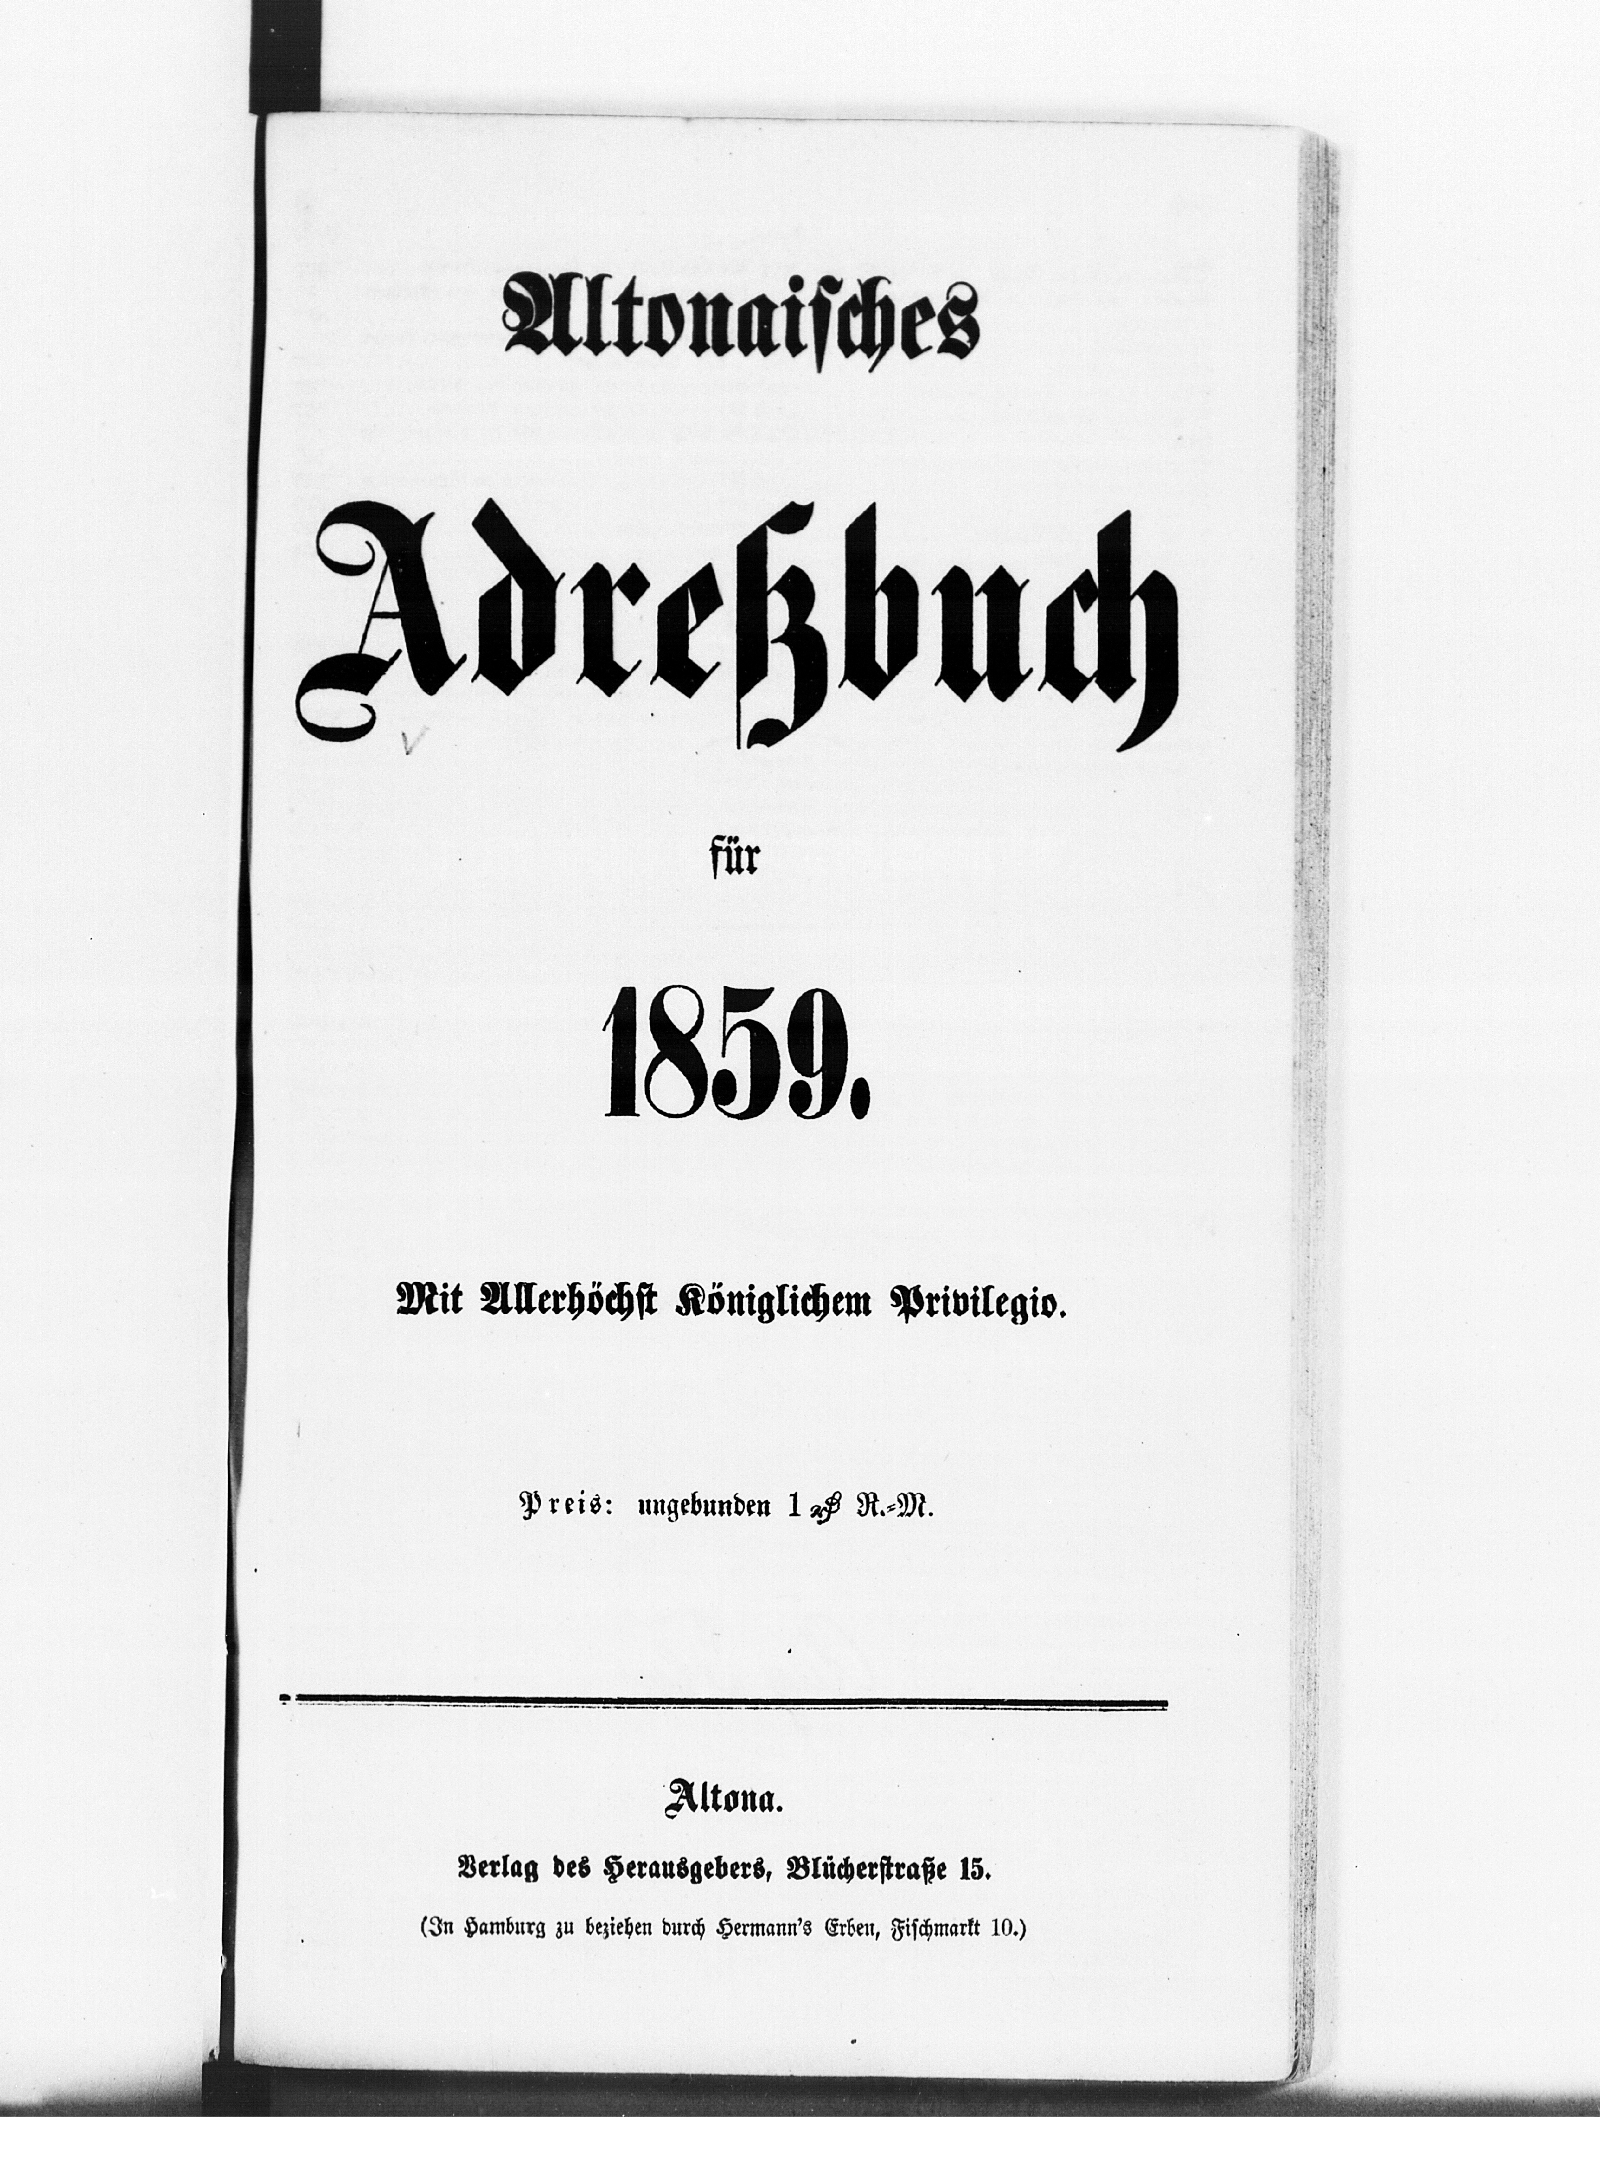 Altonaisches
Adreßbuch
für
1859.
Mit Allerhöchst Königlichem Privilegio.
Preis: ungebunden 1 ₰ R.-M.
Altona.
Verlag des Herausgebers, Blücherstraße 15.
(In Hamburg zu beziehen durch Hermann's Erben, Fischmarkt 10.)